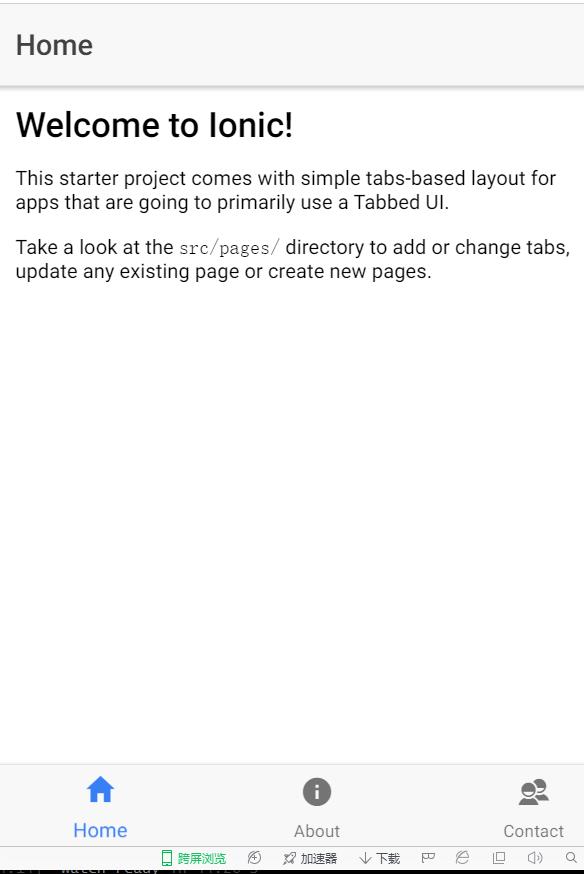 Home
Welcome to Ionic!
This starter project comes with simple tabs-based layout for
apps that are going to primarily use a Tabbed UI.
Take a look at the src/pages/ directory to add or change tabs,
update any existing page or create new pages.
Home About Contact
跨屏浏览 加速器 下载